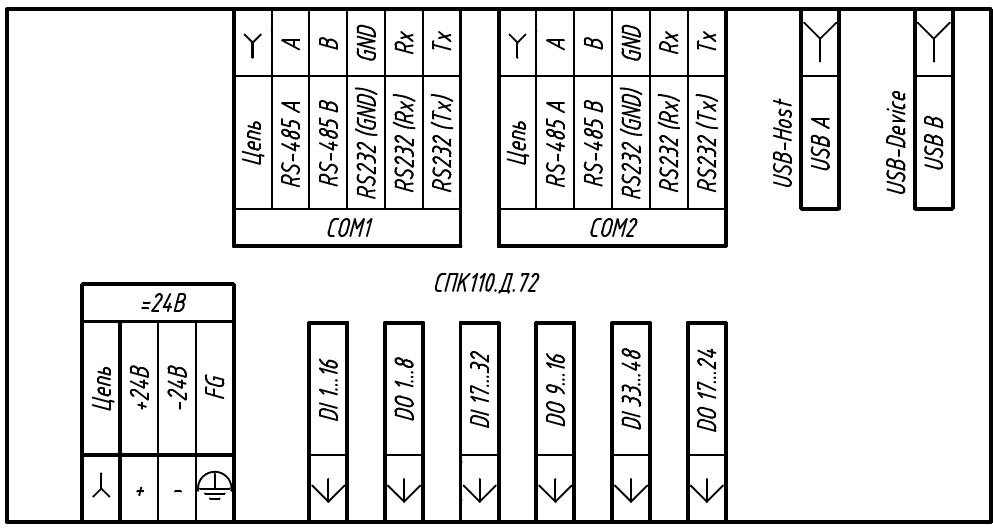 A
B
GND
Rx
Tx
Цепь
RS-485 A
RS-485 B
RS232 (GND)
RS232 (Rx)
RS232 (Tx)
COM1
A
B
GND
Rx
Tx
Цепь
RS-485 A
RS-485 B
RS232 (GND)
RS232 (Rx)
RS232 (Tx)
COM2
USB-Host
USB A
USB-Device
USB B
СПК110.Д.72
=24В
Цепь
+24В
-24В
FG
+
-
DI 1...16
DO 1...8
DI 17...32
DO 9...16
DI 33...48
DO 17...24